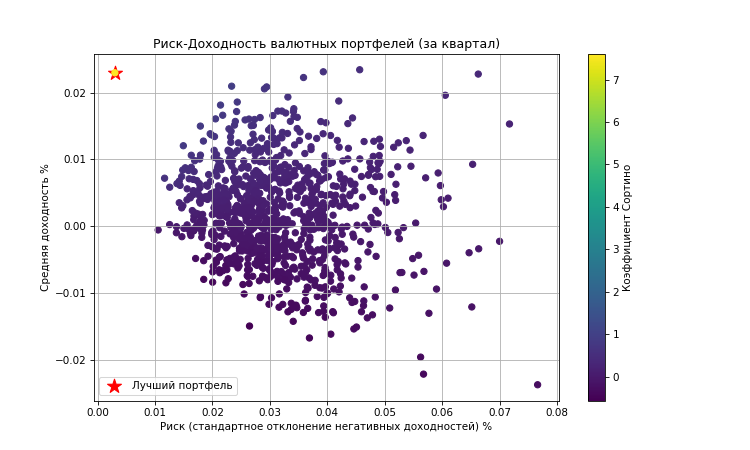 Риск-Доходность валютных портфелей (за квартал)
Средняя доходность %
0.02
0.01
0.00
−0.01
−0.02
Лучший портфель
0.00 0.01 0.02 0.03 0.04 0.05 0.06 0.07 0.08
Риск (стандартное отклонение негативных доходностей) %
7
6
5
4
3
2
1
0
Коэффициент Сортино